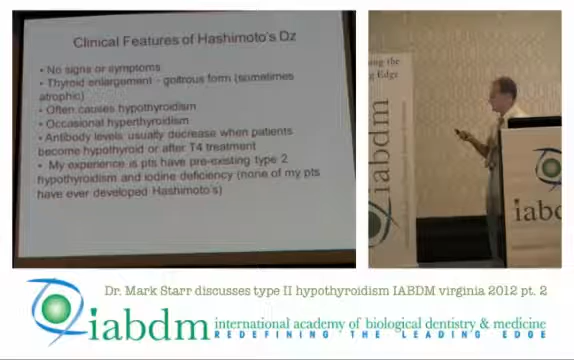 Clinical Features of Hashimoto's Dz
• No signs or symptoms
• Thyroid enlargement - goitrous form (sometimes
atrophic)
• Often causes hypothyroidism
• Occasional hyperthyroidism
• Antibody levels usually decrease when patients
become hypothyroid or after T4 treatment
• My experience is pts have pre-existing type 2
hypothyroidism and iodine deficiency (none of my pts
have ever developed Hashimoto's)
ng the
g Edge
iabdm
iabd
Dr. Mark Starr discusses type II hypothyroidism IABDM virginia 2012 pt. 2
iabdm international academy of biological dentistry & medicine
REDEFINING THE LEADING EDGE